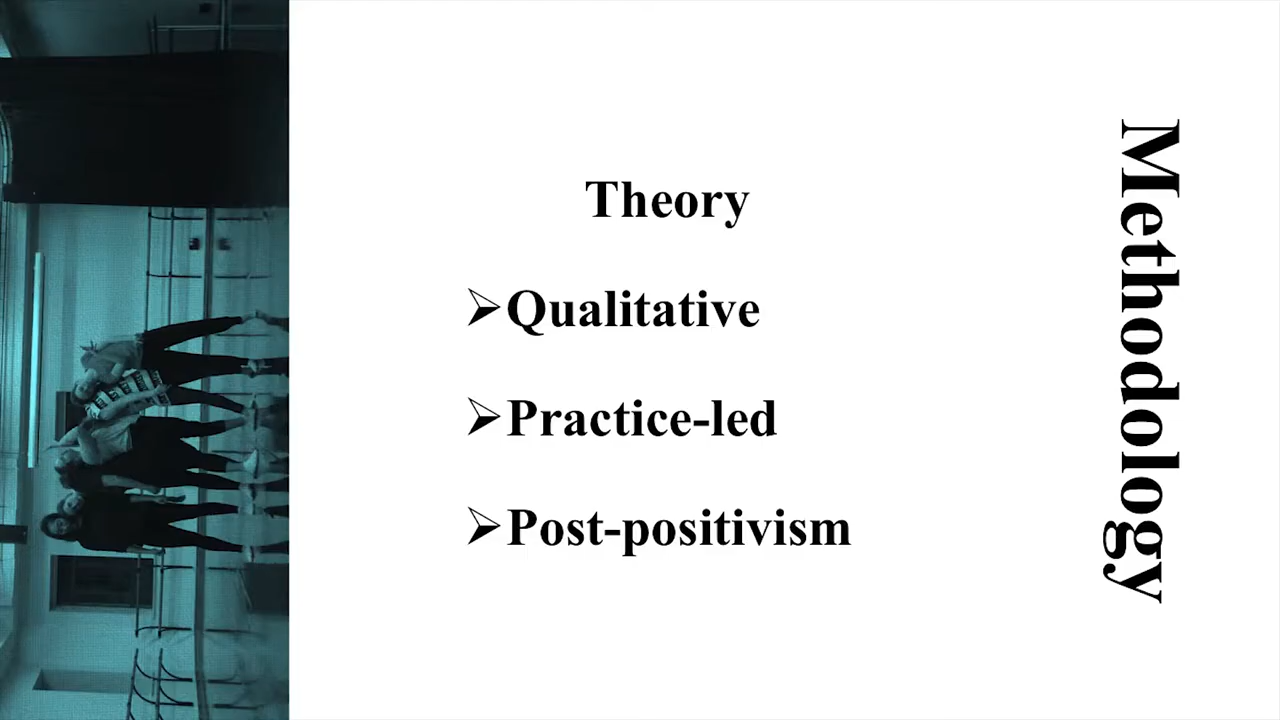 Methodology
Theory
➢Qualitative
➢Practice-led
➢Post-positivism